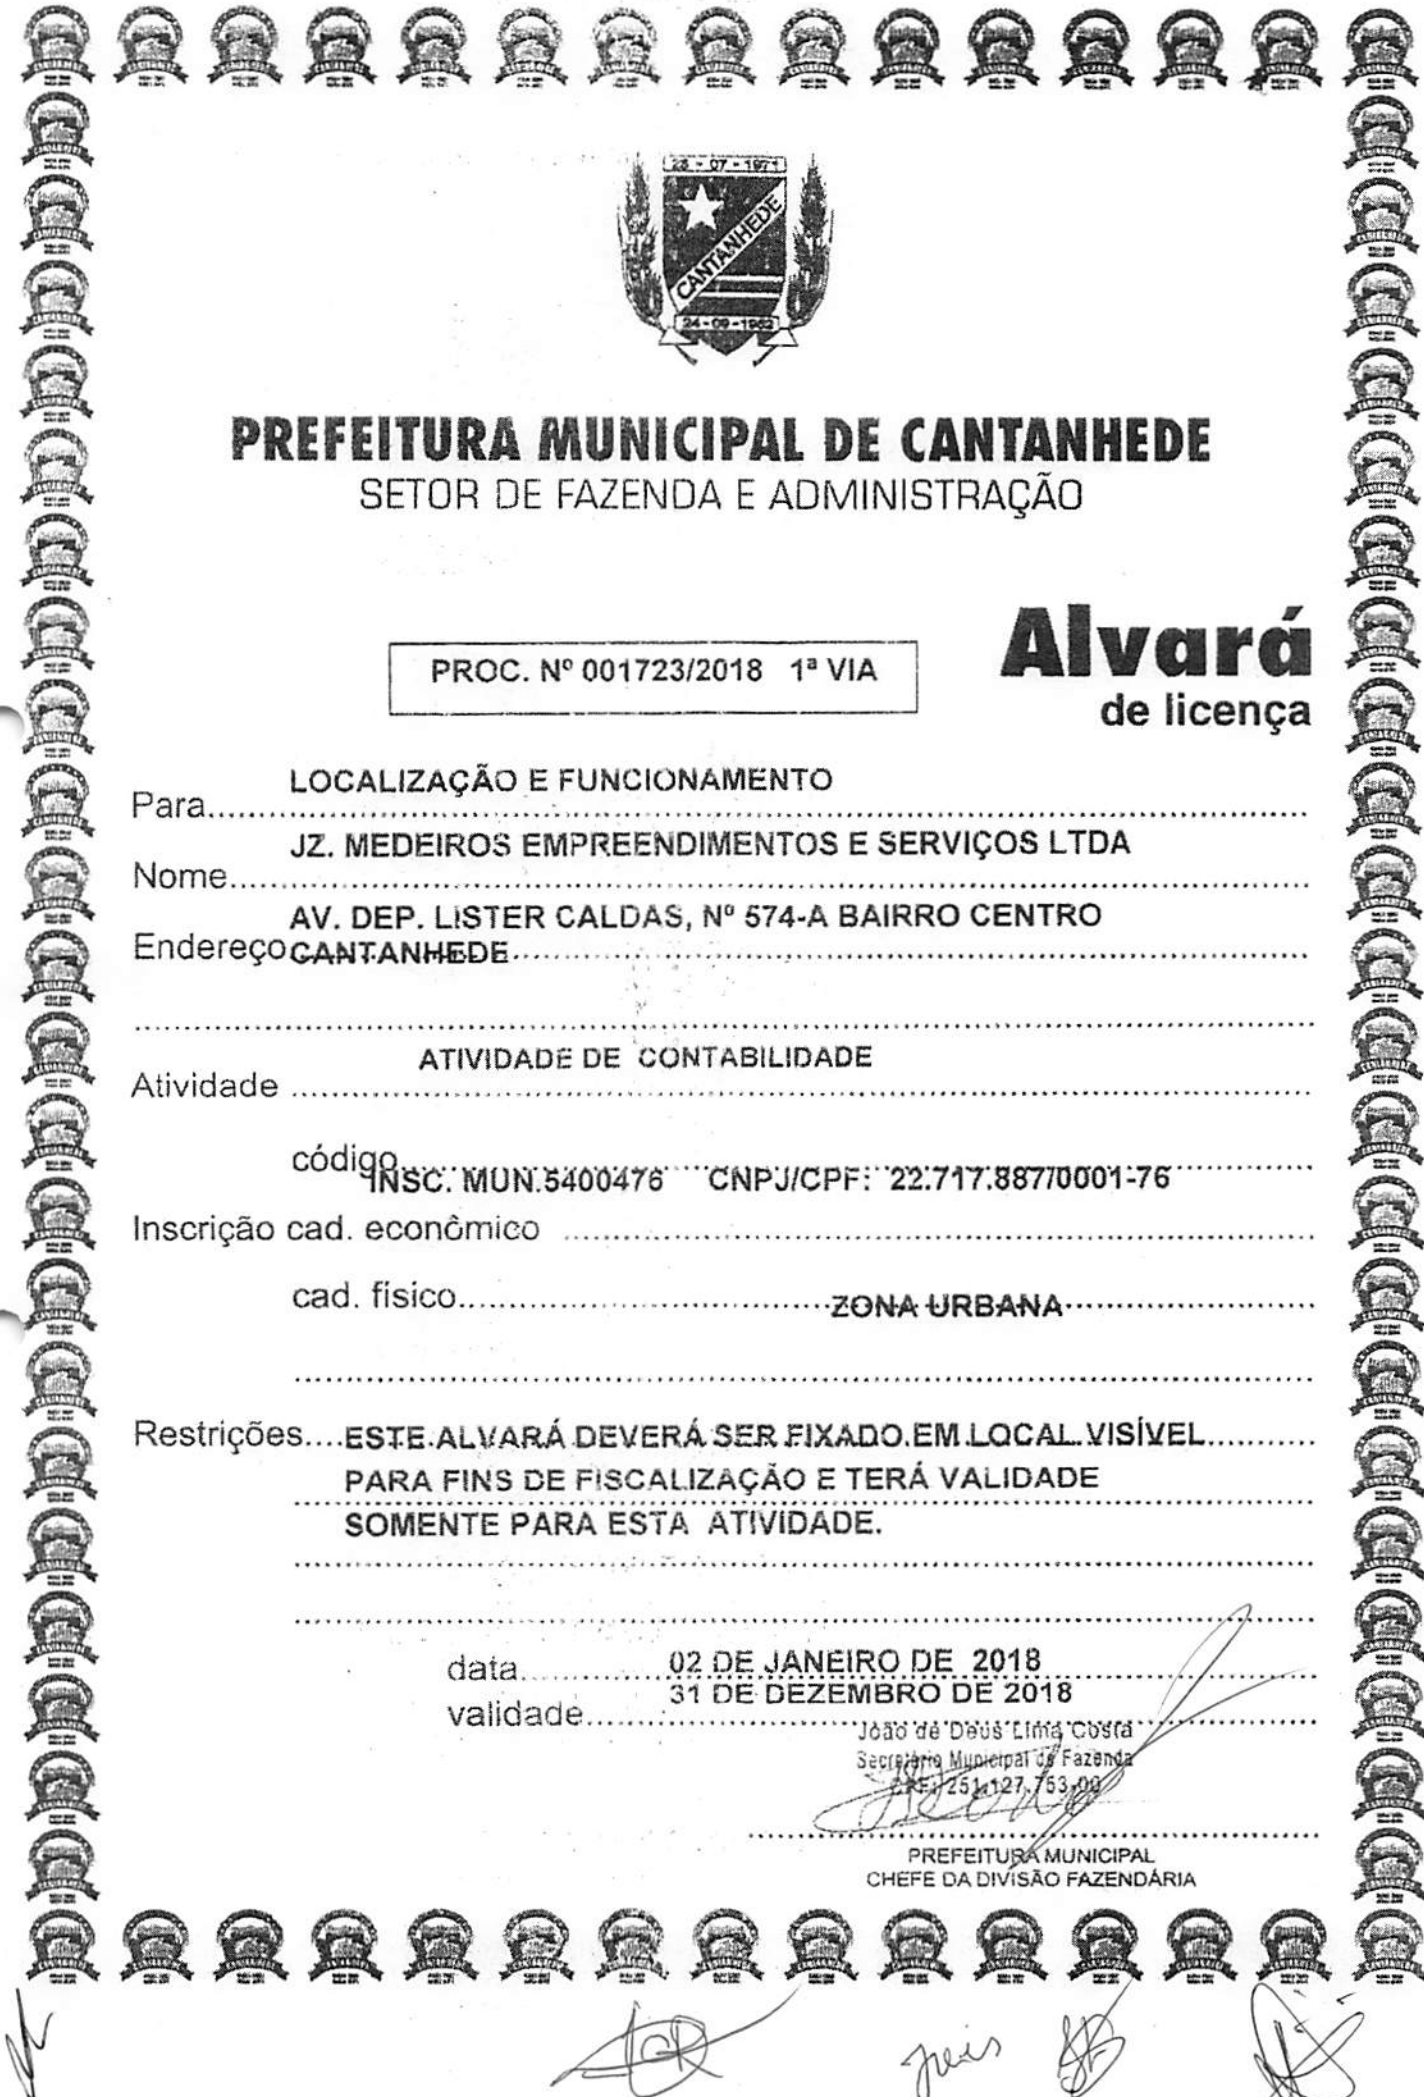 23 - 07 - 1971
CANTANHEDE
24-09-1952
PREFEITURA MUNICIPAL DE CANTANHEDE
SETOR DE FAZENDA E ADMINISTRAÇÃO
PROC. Nº 001723/2018 1ª VIA
Alvará
de licença
Para LOCALIZAÇÃO E FUNCIONAMENTO
Nome JZ. MEDEIROS EMPREENDIMENTOS E SERVIÇOS LTDA
AV. DEP. LISTER CALDAS, Nº 574-A BAIRRO CENTRO
Endereço CANTANHEDE
Atividade ATIVIDADE DE CONTABILIDADE
código
INSC. MUN.5400476 CNPJ/CPF: 22.717.887/0001-76
Inscrição cad. econômico
cad. físico ZONA URBANA
Restrições ESTE ALVARÁ DEVERÁ SER FIXADO EM LOCAL VISÍVEL
PARA FINS DE FISCALIZAÇÃO E TERÁ VALIDADE
SOMENTE PARA ESTA ATIVIDADE.
data 02 DE JANEIRO DE 2018
validade 31 DE DEZEMBRO DE 2018
João de Deus Lima Costa
Secretário Municipal de Fazenda
CPF: 251.127.753-00
PREFEITURA MUNICIPAL
CHEFE DA DIVISÃO FAZENDÁRIA